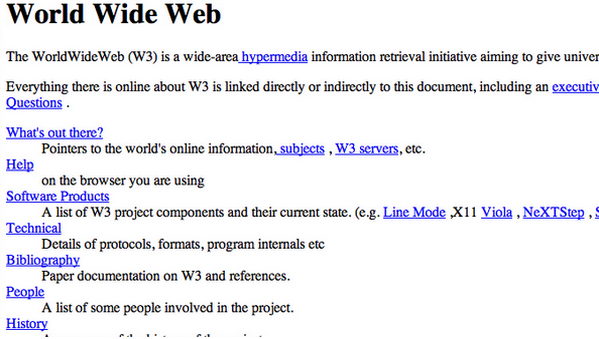 World Wide Web
The WorldWideWeb (W3) is a wide-area hypermedia information retrieval initiative aiming to give
Everything there is online about W3 is linked directly or indirectly to this document, including an
Questions .
What's out there?
Pointers to the world's online information, subjects , W3 servers, etc.
Help
on the browser you are using
Software Products
A list of W3 project components and their current state. (e.g. Line Mode ,X11 Viola , NeXTStep ,
Technical
Details of protocols, formats, program internals etc
Bibliography
Paper documentation on W3 and references.
People
A list of some people involved in the project.
History